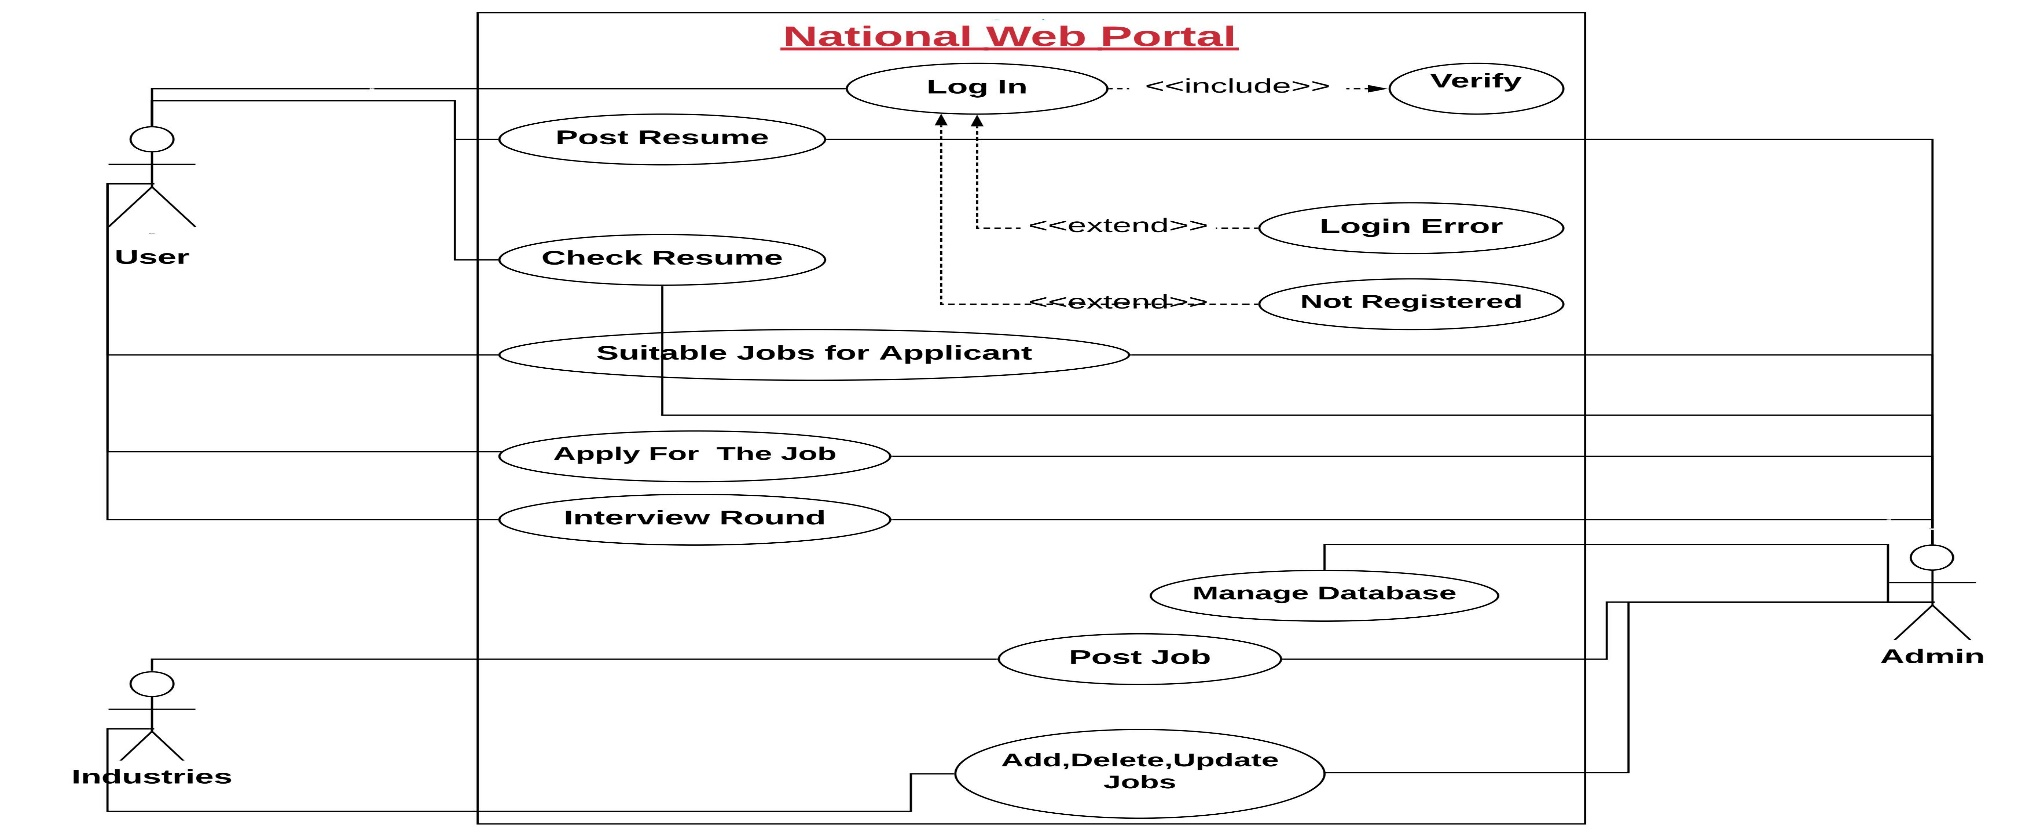 National Web Portal
Log In
<<include>>
Verify
Post Resume
<<extend>>
Login Error
User
Check Resume
<<extend>>
Not Registered
Suitable Jobs for Applicant
Apply For  The Job
Interview Round
Manage Database
Post Job
Admin
Industries
Add,Delete,Update
Jobs